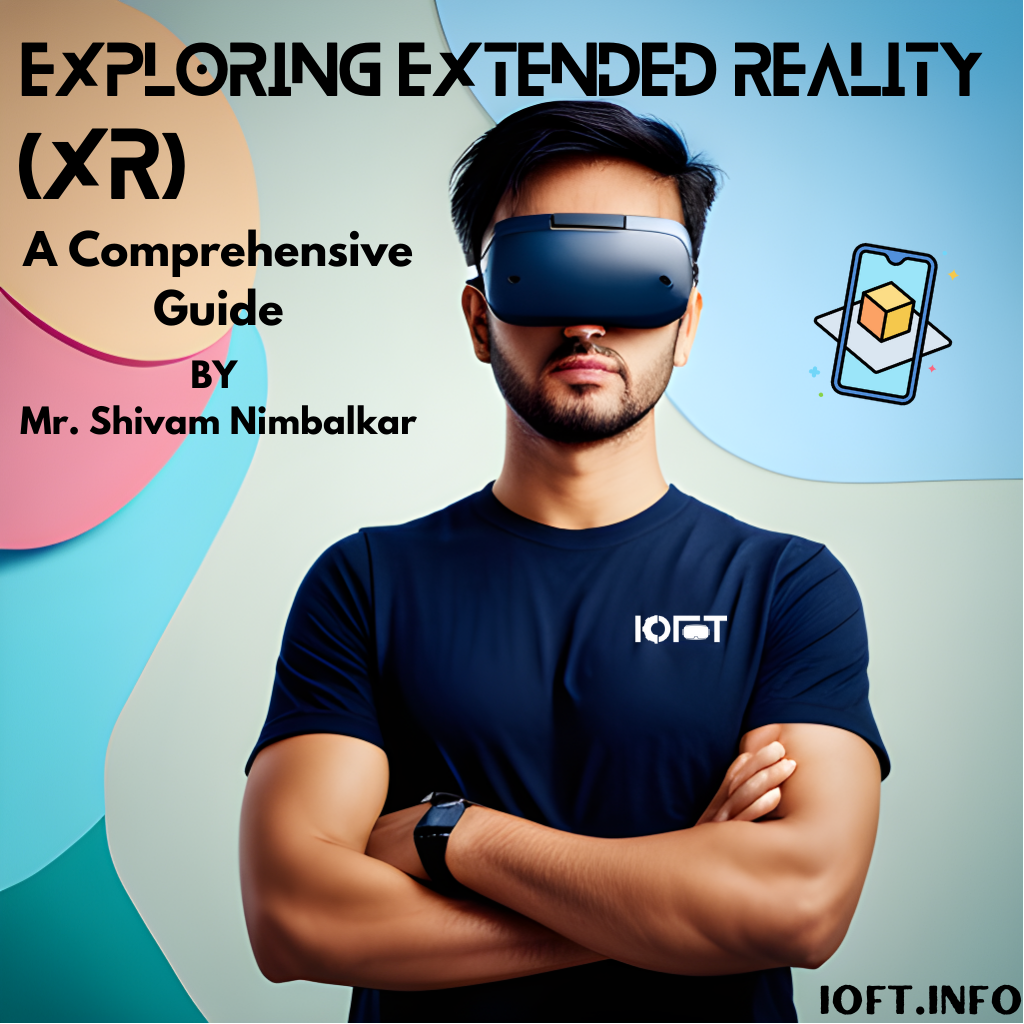 EXPLORING EXTENDED REALITY
(XR)
A Comprehensive
Guide
BY
Mr. Shivam Nimbalkar
IOFT
IOFT.INFO